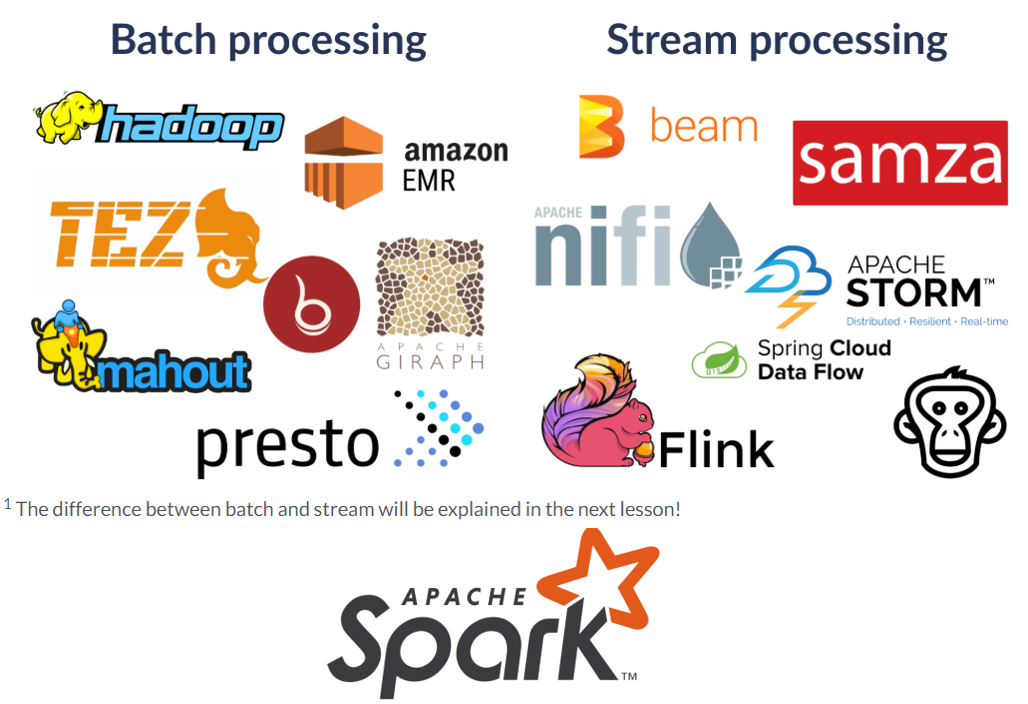 Batch processing
Stream processing
hadoop
amazon
EMR
TEZ
b
APACHE
GIRAPH
mahout
presto
beam
samza
APACHE
nifi
APACHE
STORM™
Distributed • Resilient • Real-time
Spring Cloud
Data Flow
Flink
1 The difference between batch and stream will be explained in the next lesson!
APACHE
Spark™